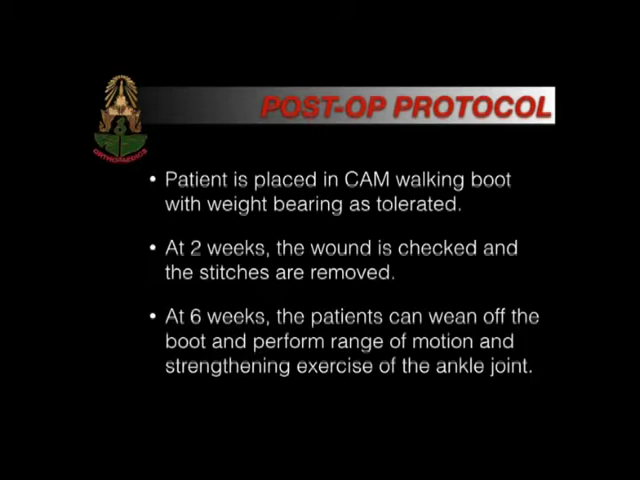 POST-OP PROTOCOL
ORTHOPAEDICS
• Patient is placed in CAM walking boot
with weight bearing as tolerated.
• At 2 weeks, the wound is checked and
the stitches are removed.
• At 6 weeks, the patients can wean off the
boot and perform range of motion and
strengthening exercise of the ankle joint.